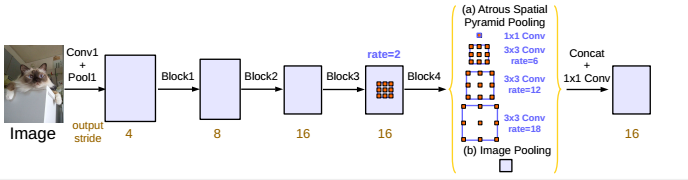 Image
Conv1
+
Pool1
output
stride
4
Block1
8
Block2
16
Block3
rate=2
16
Block4
(a) Atrous Spatial
Pyramid Pooling
1x1 Conv
3x3 Conv
rate=6
3x3 Conv
rate=12
3x3 Conv
rate=18
(b) Image Pooling
Concat
+
1x1 Conv
16